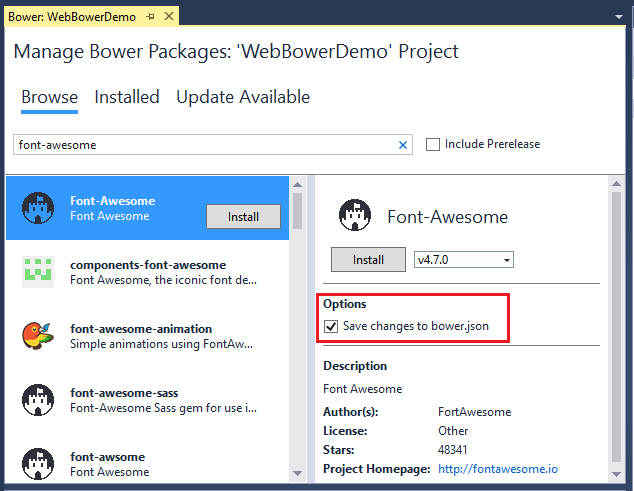 Bower: WebBowerDemo
Manage Bower Packages: 'WebBowerDemo' Project
Browse Installed Update Available
font-awesome
Include Prerelease
Font-Awesome
Font Awesome
Install
components-font-awesome
Font Awesome, the iconic font de...
font-awesome-animation
Simple animations using FontAw...
font-awesome-sass
Font-Awesome Sass gem for use i...
font-awsome
Font Awesome
Font-Awesome
Install v4.7.0
Options
Save changes to bower.json
Description
Font Awesome
Author(s): FortAwesome
License: Other
Stars: 48341
Project Homepage: http://fontawesome.io